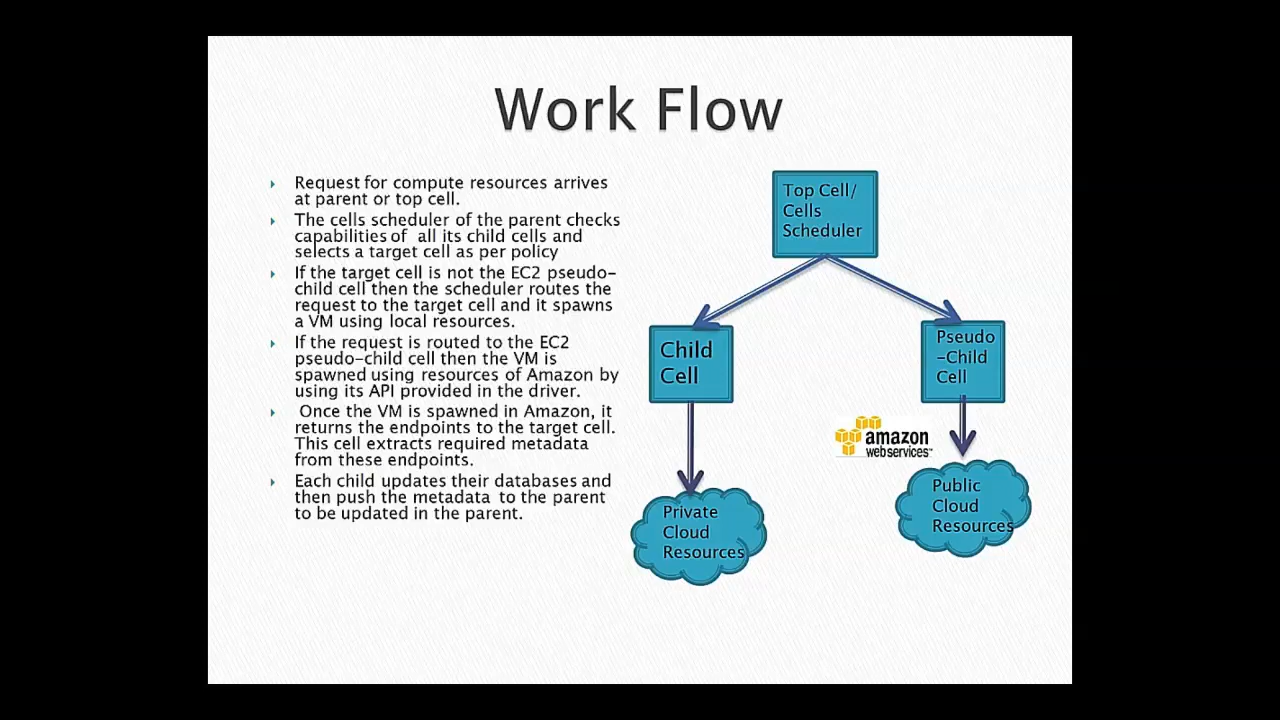 Work Flow
Request for compute resources arrives
at parent or top cell.
The cells scheduler of the parent checks
capabilities of all its child cells and
selects a target cell as per policy
If the target cell is not the EC2 pseudo-
child cell then the scheduler routes the
request to the target cell and it spawns
a VM using local resources.
If the request is routed to the EC2
pseudo-child cell then the VM is
spawned using resources of Amazon by
using its API provided in the driver.
Once the VM is spawned in Amazon, it
returns the endpoints to the target cell.
This cell extracts required metadata
from these endpoints.
Each child updates their databases and
then push the metadata to the parent
to be updated in the parent.
Top Cell/
Cells
Scheduler
Child
Cell
Pseudo
-Child
Cell
amazon
webservices™
Private
Cloud
Resources
Public
Cloud
Resources